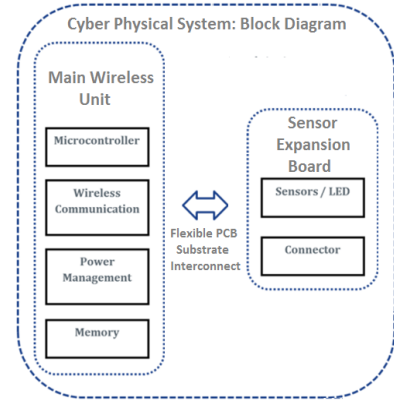 Cyber Physical System: Block Diagram
Main Wireless
Unit
Microcontroller
Wireless
Communication
Power
Management
Memory
Flexible PCB
Substrate
Interconnect
Sensor
Expansion
Board
Sensors / LED
Connector